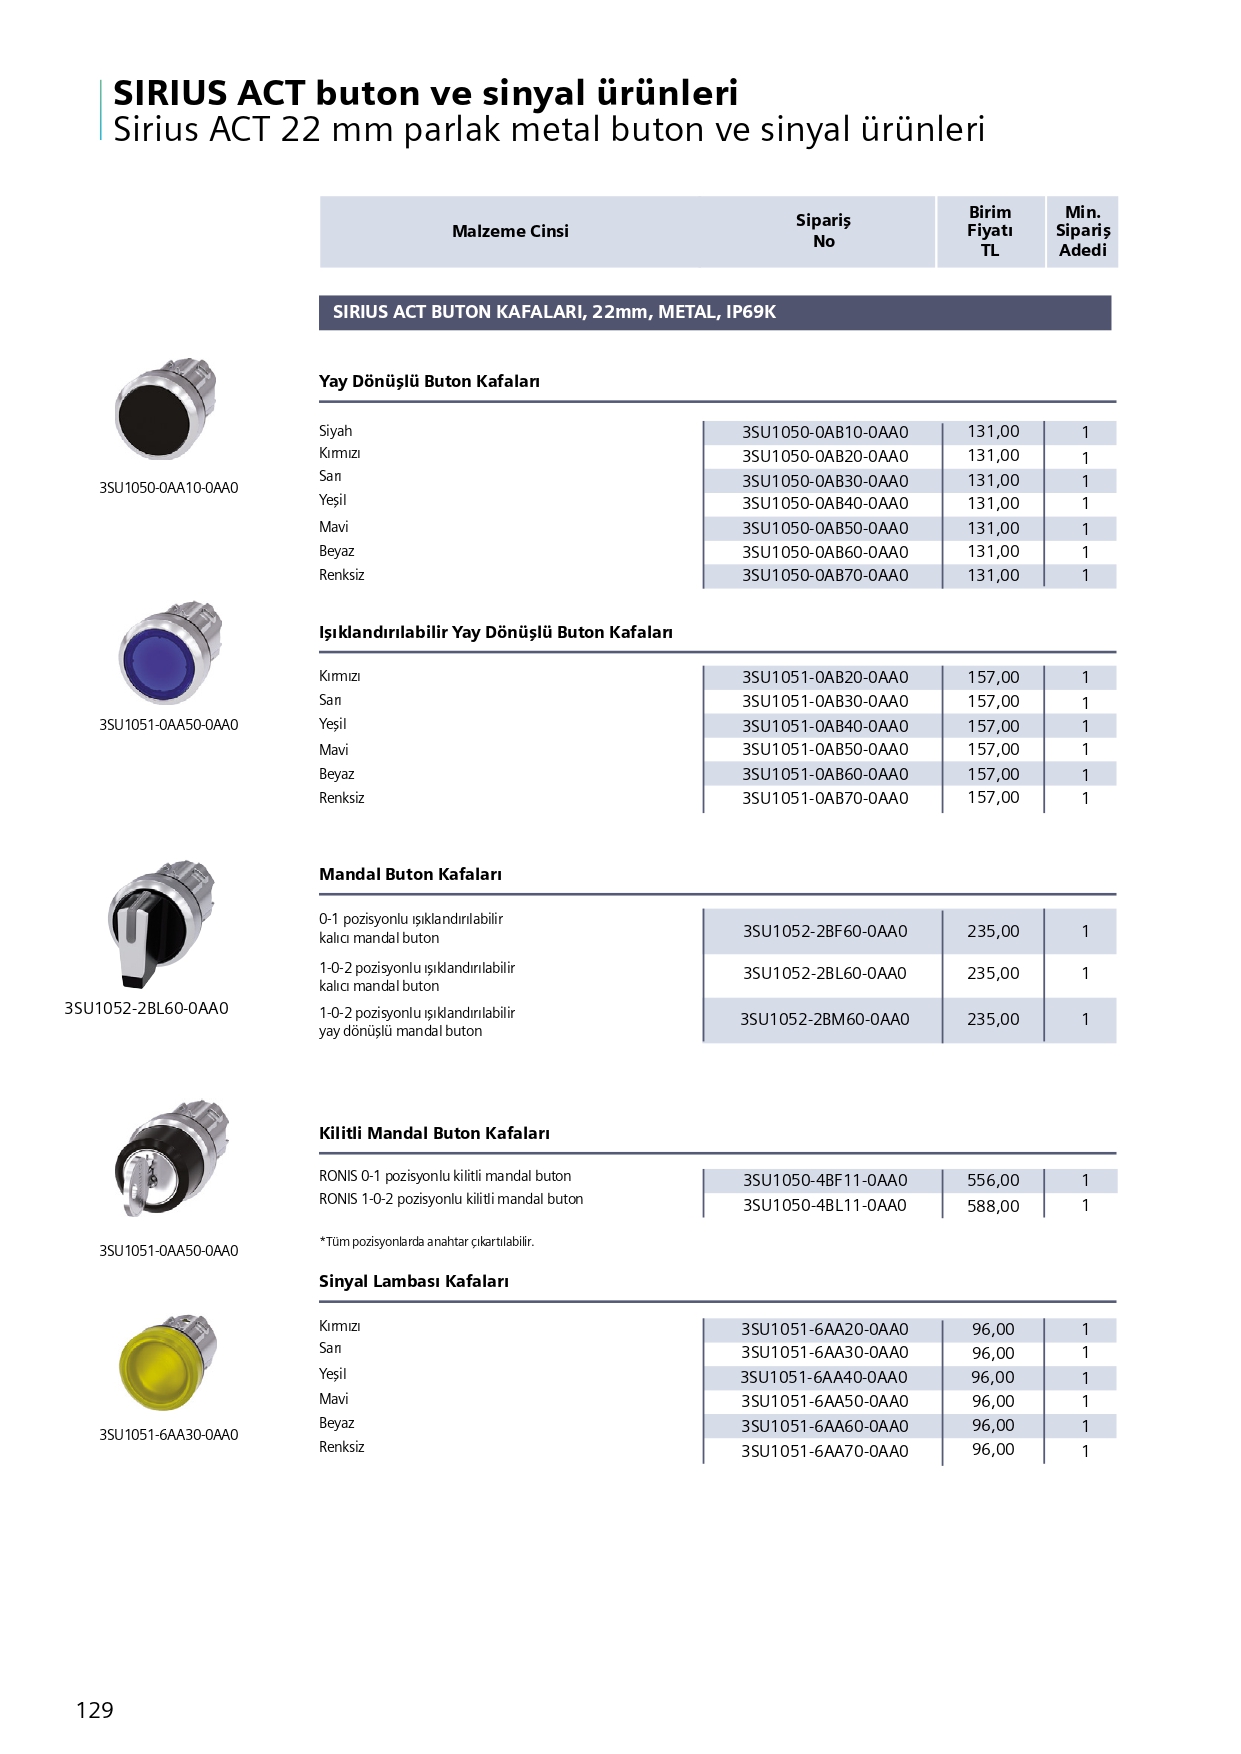 SIRIUS ACT buton ve sinyal ürünleri
Sirius ACT 22 mm parlak metal buton ve sinyal ürünleri
Malzeme Cinsi
Sipariş
No
Birim
Fiyatı
TL
Min.
Sipariş
Adedi
SIRIUS ACT BUTON KAFALARI, 22mm, METAL, IP69K
3SU1050-0AA10-0AA0
Yay Dönüşlü Buton Kafaları
Siyah 3SU1050-0AB10-0AA0 131,00 1
Kırmızı 3SU1050-0AB20-0AA0 131,00 1
Sarı 3SU1050-0AB30-0AA0 131,00 1
Yeşil 3SU1050-0AB40-0AA0 131,00 1
Mavi 3SU1050-0AB50-0AA0 131,00 1
Beyaz 3SU1050-0AB60-0AA0 131,00 1
Renksiz 3SU1050-0AB70-0AA0 131,00 1
3SU1051-0AA50-0AA0
Işıklandırılabilir Yay Dönüşlü Buton Kafaları
Kırmızı 3SU1051-0AB20-0AA0 157,00 1
Sarı 3SU1051-0AB30-0AA0 157,00 1
Yeşil 3SU1051-0AB40-0AA0 157,00 1
Mavi 3SU1051-0AB50-0AA0 157,00 1
Beyaz 3SU1051-0AB60-0AA0 157,00 1
Renksiz 3SU1051-0AB70-0AA0 157,00 1
3SU1052-2BL60-0AA0
Mandal Buton Kafaları
0-1 pozisyonlu ışıklandırılabilir
kalıcı mandal buton 3SU1052-2BF60-0AA0 235,00 1
1-0-2 pozisyonlu ışıklandırılabilir
kalıcı mandal buton 3SU1052-2BL60-0AA0 235,00 1
1-0-2 pozisyonlu ışıklandırılabilir
yay dönüşlü mandal buton 3SU1052-2BM60-0AA0 235,00 1
3SU1051-0AA50-0AA0
Kilitli Mandal Buton Kafaları
RONIS 0-1 pozisyonlu kilitli mandal buton 3SU1050-4BF11-0AA0 556,00 1
RONIS 1-0-2 pozisyonlu kilitli mandal buton 3SU1050-4BL11-0AA0 588,00 1
*Tüm pozisyonlarda anahtar çıkartılabilir.
3SU1051-6AA30-0AA0
Sinyal Lambası Kafaları
Kırmızı 3SU1051-6AA20-0AA0 96,00 1
Sarı 3SU1051-6AA30-0AA0 96,00 1
Yeşil 3SU1051-6AA40-0AA0 96,00 1
Mavi 3SU1051-6AA50-0AA0 96,00 1
Beyaz 3SU1051-6AA60-0AA0 96,00 1
Renksiz 3SU1051-6AA70-0AA0 96,00 1
129